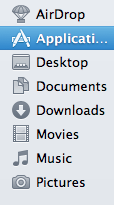 AirDrop
Applicati...
Desktop
Documents
Downloads
Movies
Music
Pictures